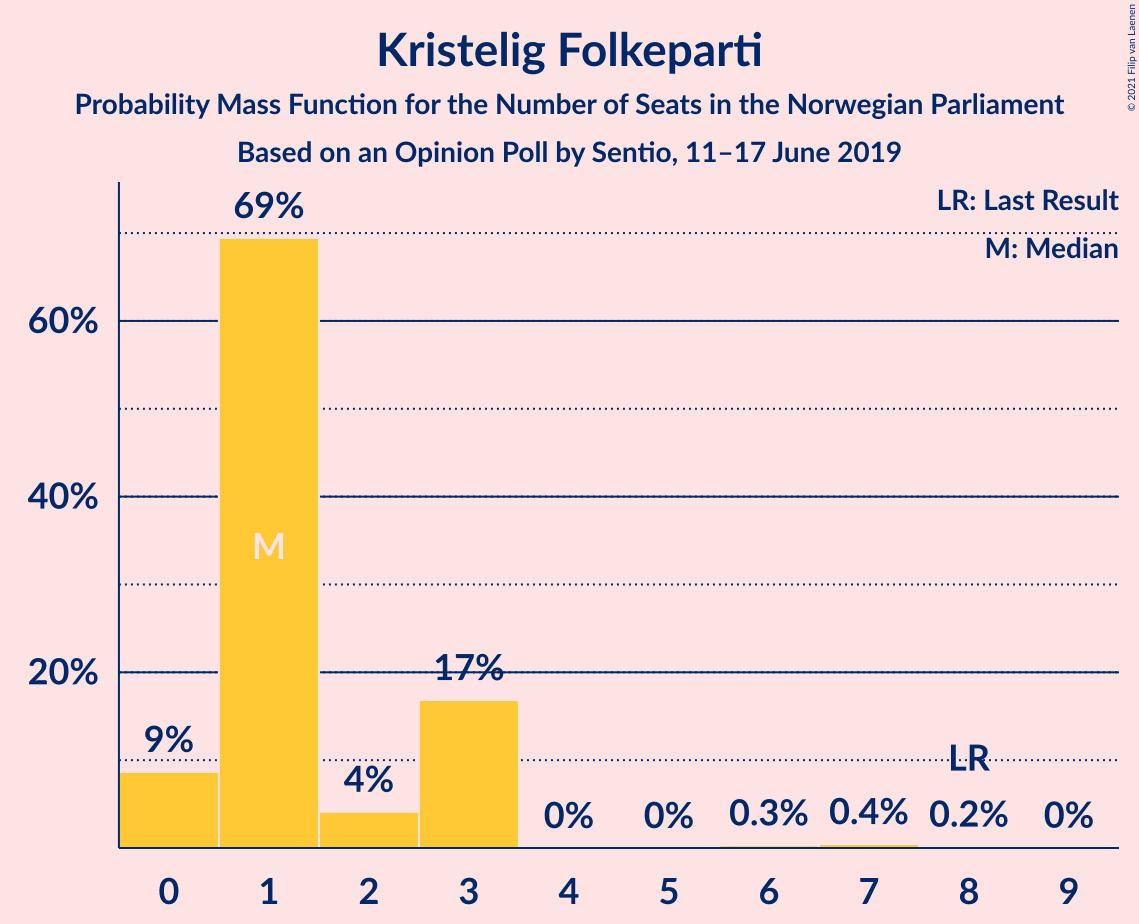 Kristelig Folkeparti
Probability Mass Function for the Number of Seats in the Norwegian Parliament
Based on an Opinion Poll by Sentio, 11–17 June 2019
© 2021 Filip van Laenen
LR: Last Result
M: Median
60%
40%
20%
9%
69%
M
4%
17%
0%
0%
0.3%
0.4%
LR
0.2%
0%
0 1 2 3 4 5 6 7 8 9